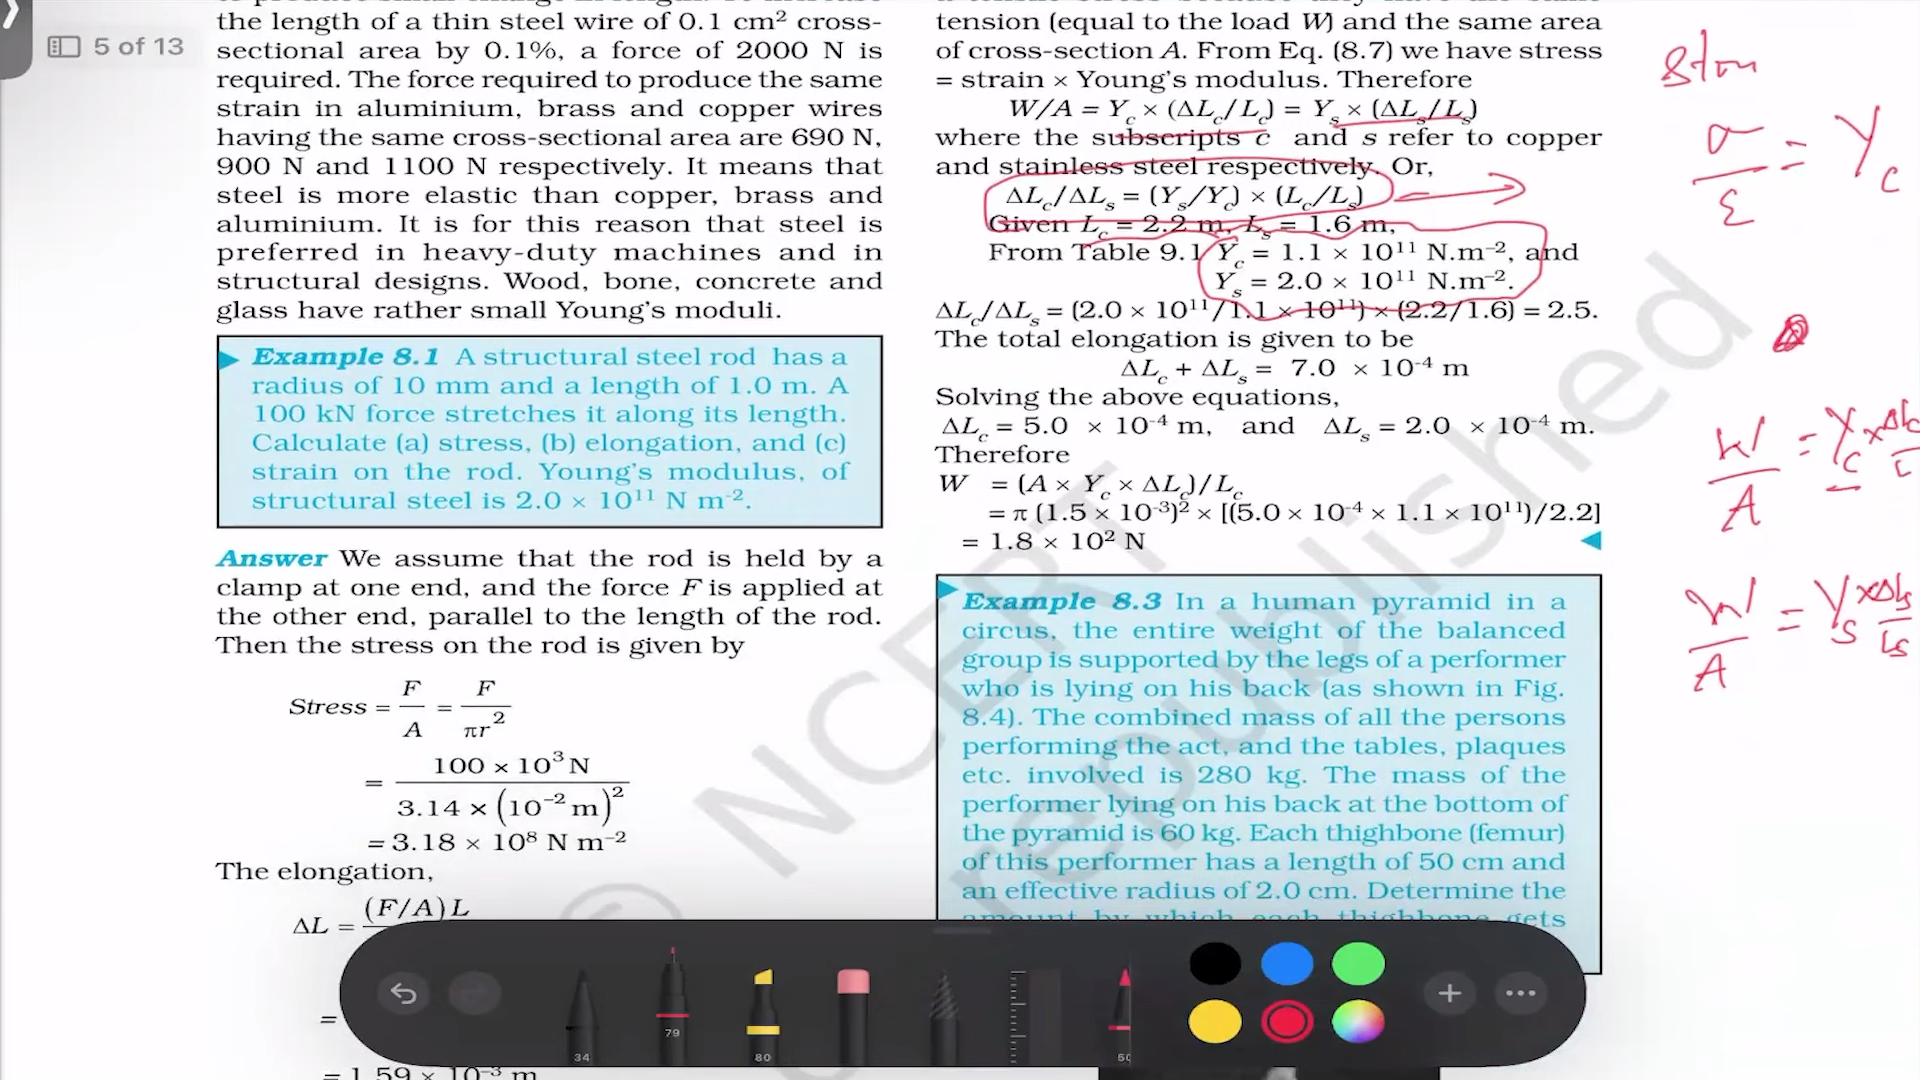 5 of 13
the length of a thin steel wire of 0.1 cm² cross-
sectional area by 0.1%, a force of 2000 N is
required. The force required to produce the same
strain in aluminium, brass and copper wires
having the same cross-sectional area are 690 N,
900 N and 1100 N respectively. It means that
steel is more elastic than copper, brass and
aluminium. It is for this reason that steel is
preferred in heavy-duty machines and in
structural designs. Wood, bone, concrete and
glass have rather small Young's moduli.
Example 8.1 A structural steel rod has a
radius of 10 mm and a length of 1.0 m. A
100 kN force stretches it along its length.
Calculate (a) stress, (b) elongation, and (c)
strain on the rod. Young's modulus, of
structural steel is 2.0 × 10¹¹ N m⁻².
Answer We assume that the rod is held by a
clamp at one end, and the force F is applied at
the other end, parallel to the length of the rod.
Then the stress on the rod is given by
Stress = F/A = F/πr²
= 100 × 10³ N / 3.14 × (10⁻² m)²
= 3.18 × 10⁸ N m⁻²
The elongation,
ΔL = (F/A) L
=
= 1.59 × 10⁻³ m
tension (equal to the load W) and the same area
of cross-section A. From Eq. (8.7) we have stress
= strain × Young's modulus. Therefore
W/A = Yc × (ΔLc/Lc) = Ys × (ΔLs/Ls)
where the subscripts c and s refer to copper
and stainless steel respectively. Or,
ΔLc/ΔLs = (Ys/Yc) × (Lc/Ls)
Given Lc = 2.2 m, Ls = 1.6 m,
From Table 9.1 Yc = 1.1 × 10¹¹ N.m⁻², and
Ys = 2.0 × 10¹¹ N.m⁻².
ΔLc/ΔLs = (2.0 × 10¹¹/1.1 × 10¹¹) × (2.2/1.6) = 2.5.
The total elongation is given to be
ΔLc + ΔLs = 7.0 × 10⁻⁴ m
Solving the above equations,
ΔLc = 5.0 × 10⁻⁴ m, and ΔLs = 2.0 × 10⁻⁴ m.
Therefore
W = (A × Yc × ΔLc)/Lc
= π (1.5 × 10⁻³)² × [(5.0 × 10⁻⁴ × 1.1 × 10¹¹)/2.2]
= 1.8 × 10² N
Example 8.3 In a human pyramid in a
circus, the entire weight of the balanced
group is supported by the legs of a performer
who is lying on his back (as shown in Fig.
8.4). The combined mass of all the persons
performing the act, and the tables, plaques
etc. involved is 280 kg. The mass of the
performer lying on his back at the bottom of
the pyramid is 60 kg. Each thighbone (femur)
of this performer has a length of 50 cm and
an effective radius of 2.0 cm. Determine the
amount by which each thighbone gets
σ/ε = Yc
W/A = Yc × ΔLc
W/A = Ys × ΔLs/Ls
© NCERT
republished
34
79
80
50